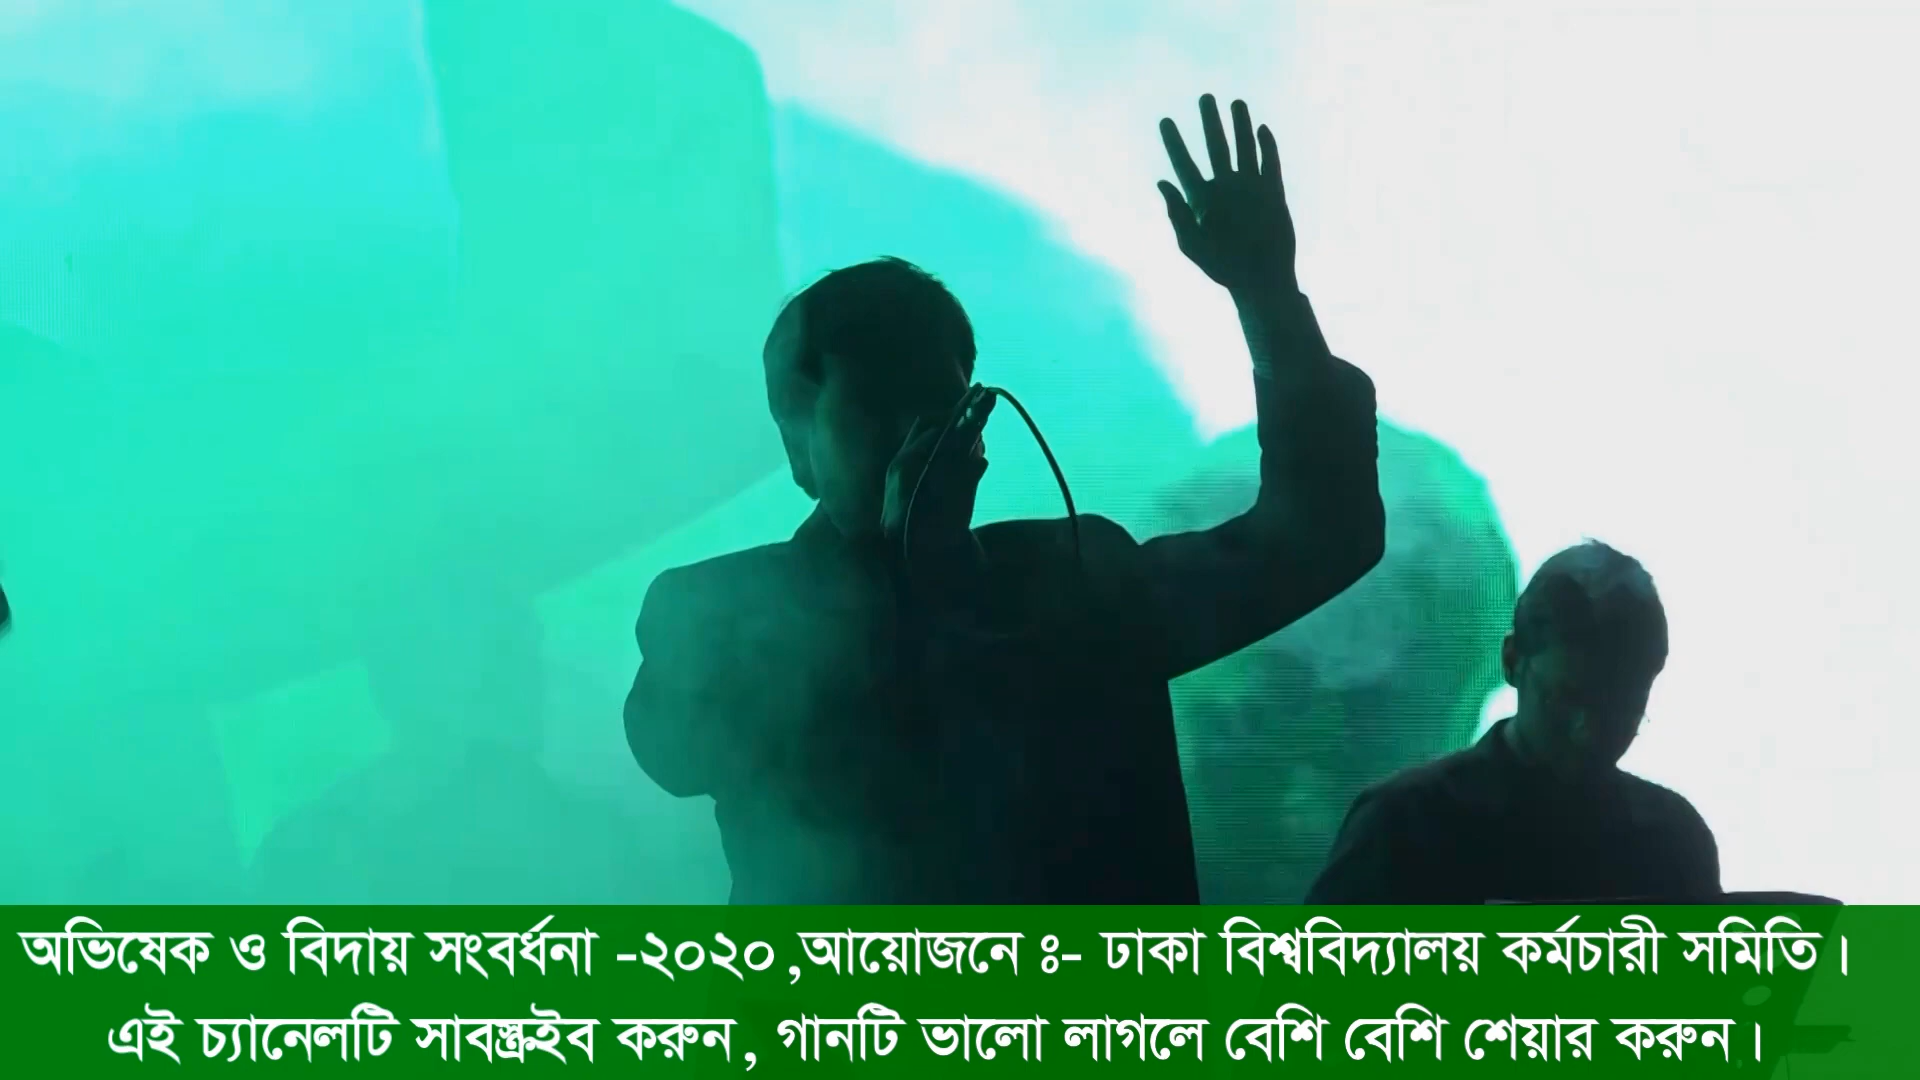 অভিষেক ও বিদায় সংবর্ধনা -২০২০,আয়োজনে ঃ- ঢাকা বিশ্ববিদ্যালয় কর্মচারী সমিতি।
এই চ্যানেলটি সাবস্ক্রইব করুন, গানটি ভালো লাগলে বেশি বেশি শেয়ার করুন।